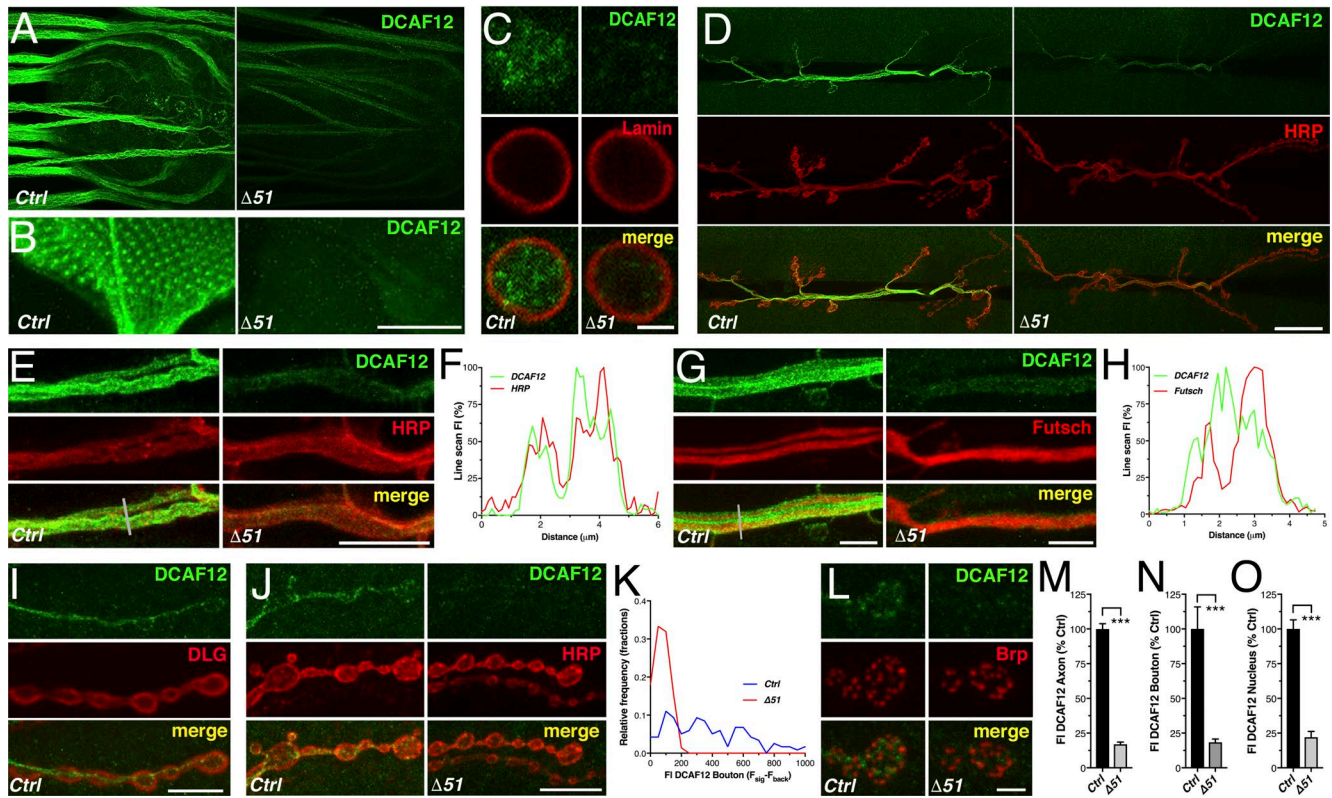 A
DCAF12
DCAF12
Ctrl
Δ51
B
DCAF12
Ctrl
Δ51
C
DCAF12
Lamin
merge
Ctrl
Δ51
D
DCAF12
HRP
merge
Ctrl
Δ51
E
DCAF12
HRP
merge
Ctrl
Δ51
F
DCAF12
HRP
Line scan FI (%)
100
75
50
25
0
0 2 4 6
Distance (μm)
G
DCAF12
Futsch
merge
Ctrl
Δ51
H
DCAF12
Futsch
Line scan FI (%)
100
75
50
25
0
0 1 2 3 4 5
Distance (μm)
I
DCAF12
DLG
merge
Ctrl
J
DCAF12
HRP
merge
Ctrl
Δ51
K
Relative frequency (fractions)
0.4
0.3
0.2
0.1
0.0
0 200 400 600 800 1000
Ctrl
Δ51
FI DCAF12 Bouton (Fsig-Fback)
L
DCAF12
Brp
merge
Ctrl
Δ51
M
FI DCAF12 Axon (% Ctrl)
125
100
75
50
25
0
***
Ctrl Δ51
N
FI DCAF12 Bouton (% Ctrl)
125
100
75
50
25
0
***
Ctrl Δ51
O
FI DCAF12 Nucleus (% Ctrl)
125
100
75
50
25
0
***
Ctrl Δ51